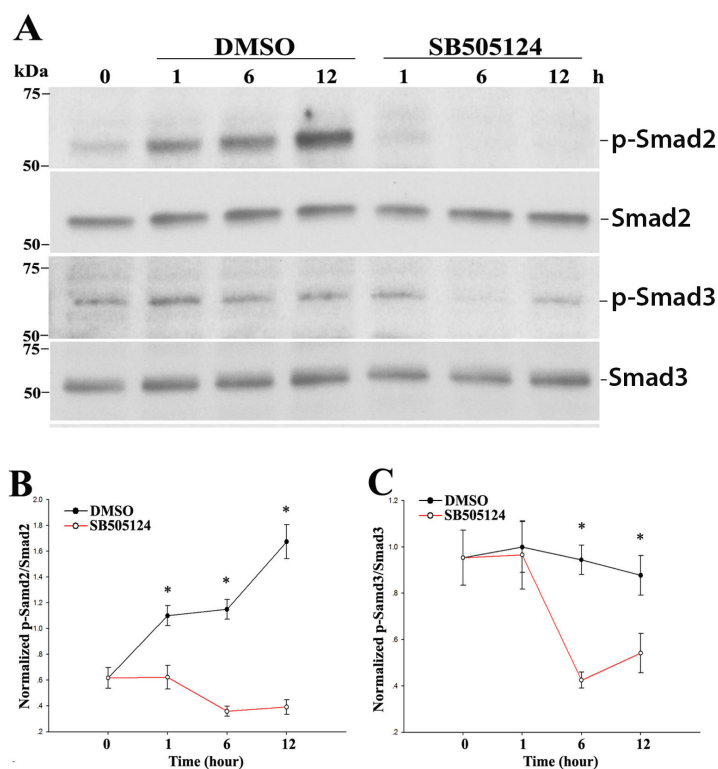 A
DMSO SB505124
kDa 0 1 6 12 1 6 12 h
75
p-Smad2
50
Smad2
50
75
p-Smad3
50
75
Smad3
50
B
DMSO
SB505124
Normalized p-Samd2/Smad2
2.0
1.8
1.6
1.4
1.2
1.0
.8
.6
.4
.2
* * *
0 1 6 12
Time (hour)
C
DMSO
SB505124
Normalized p-Samd3/Smad3
1.2
1.0
.8
.6
.4
* *
0 1 6 12
Time (hour)